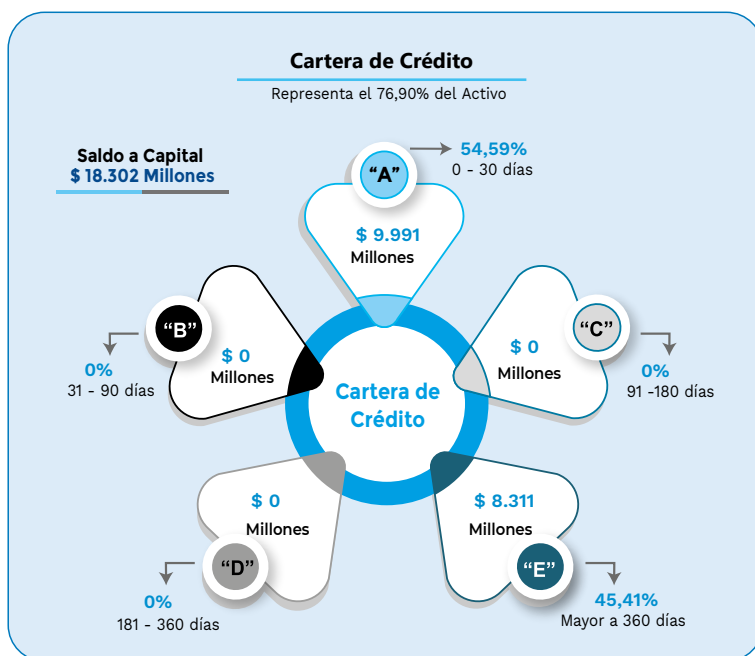 Cartera de Crédito
Representa el 76,90% del Activo
Saldo a Capital
$ 18.302 Millones
"A"
54,59%
0 - 30 días
$ 9.991
Millones
"B"
0%
31 - 90 días
$ 0
Millones
"C"
0%
91 -180 días
$ 0
Millones
Cartera de
Crédito
"D"
0%
181 - 360 días
$ 0
Millones
"E"
45,41%
Mayor a 360 días
$ 8.311
Millones